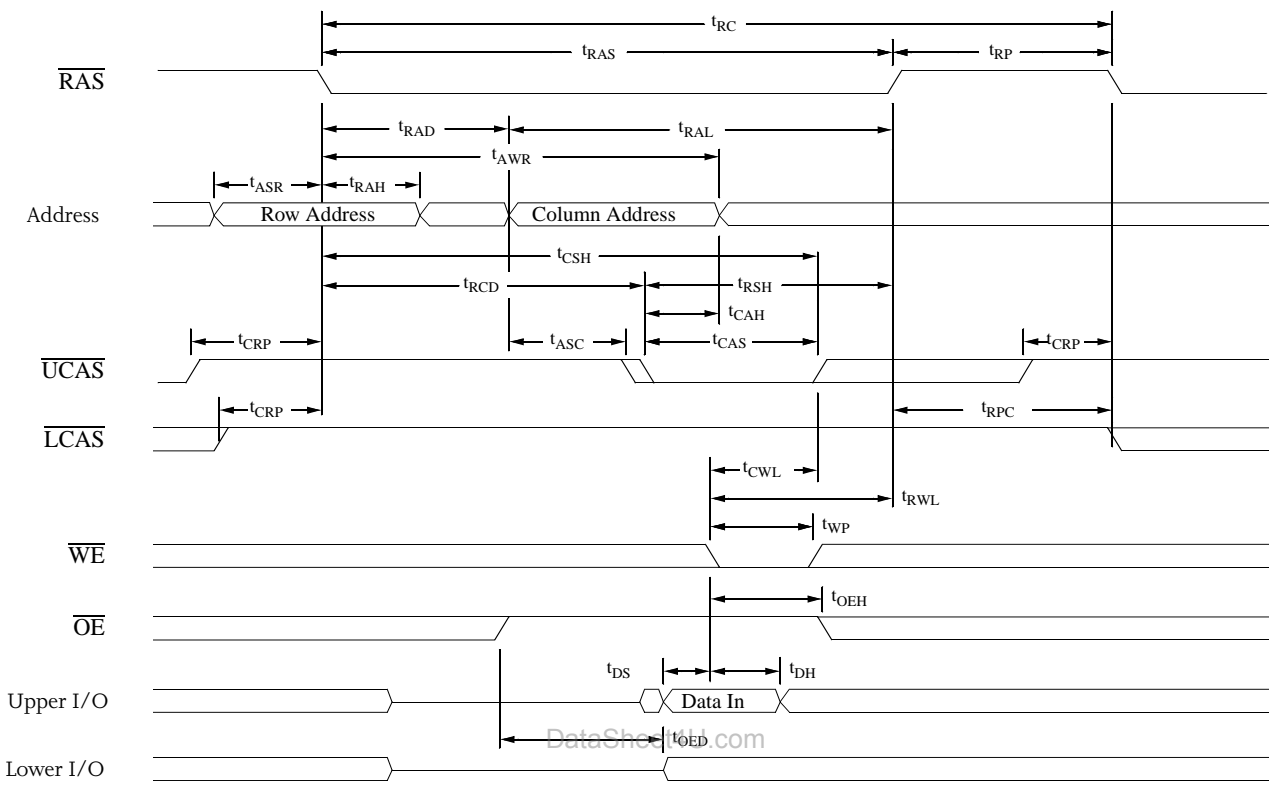 tRC
tRAS
tRP
RAS
tRAD
tRAL
tAWR
tASR
tRAH
Address
Row Address
Column Address
tCSH
tRCD
tRSH
tCAH
tCRP
tASC
tCAS
tCRP
UCAS
tCRP
tRPC
LCAS
tCWL
tRWL
tWP
WE
tOEH
OE
tDS
tDH
Upper I/O
Data In
DataSheet4U.com
tOED
Lower I/O